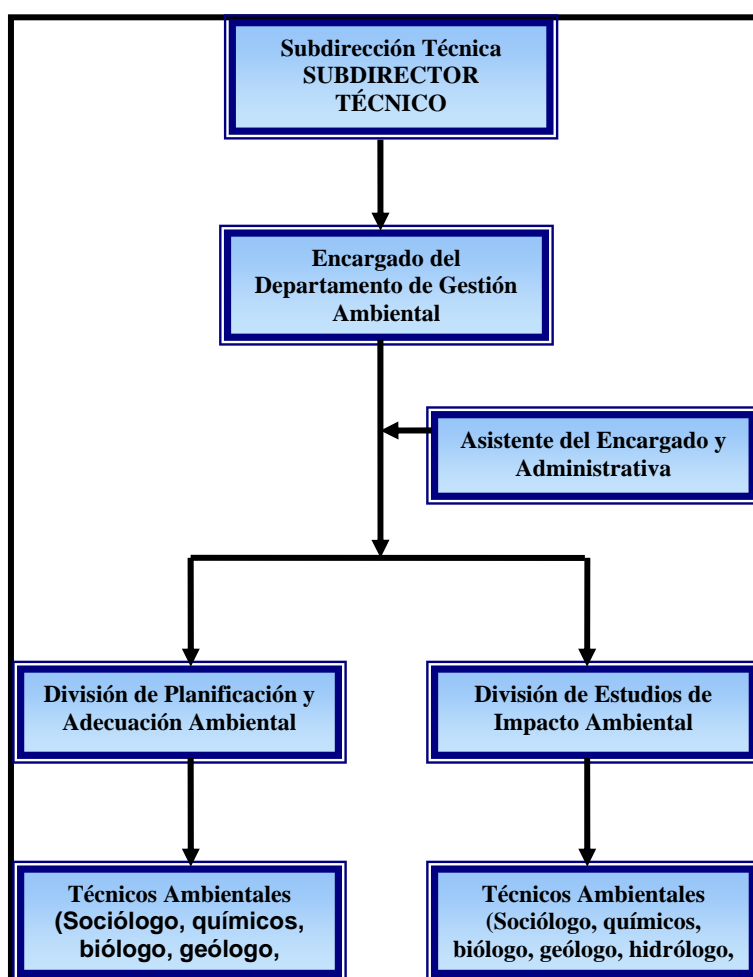 Subdirección Técnica
SUBDIRECTOR
TÉCNICO
Encargado del
Departamento de Gestión
Ambiental
Asistente del Encargado y
Administrativa
División de Planificación y
Adecuación Ambiental
División de Estudios de
Impacto Ambiental
Técnicos Ambientales
(Sociólogo, químicos,
biólogo, geólogo,
Técnicos Ambientales
(Sociólogo, químicos,
biólogo, geólogo, hidrólogo,